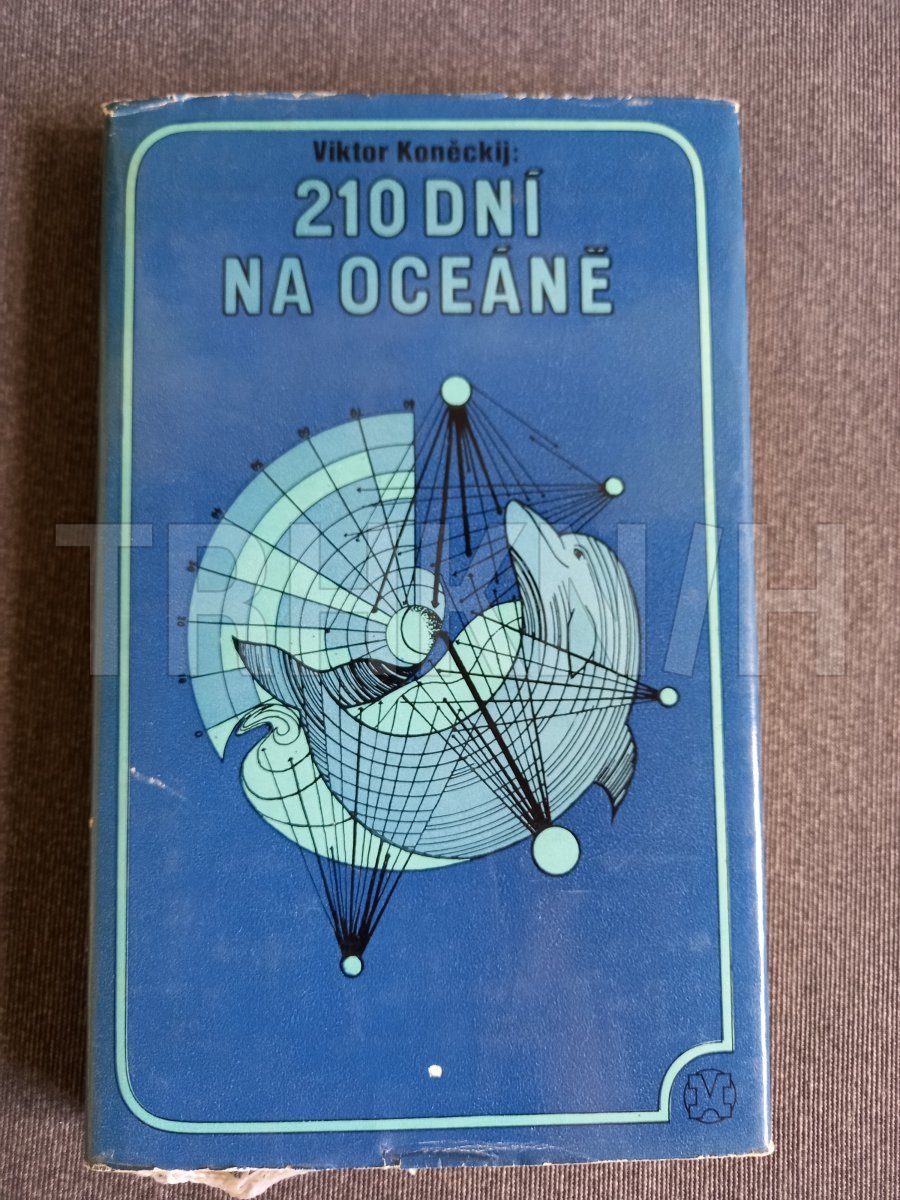 Viktor Koněckij:
210 DNÍ
NA OCEÁNĚ